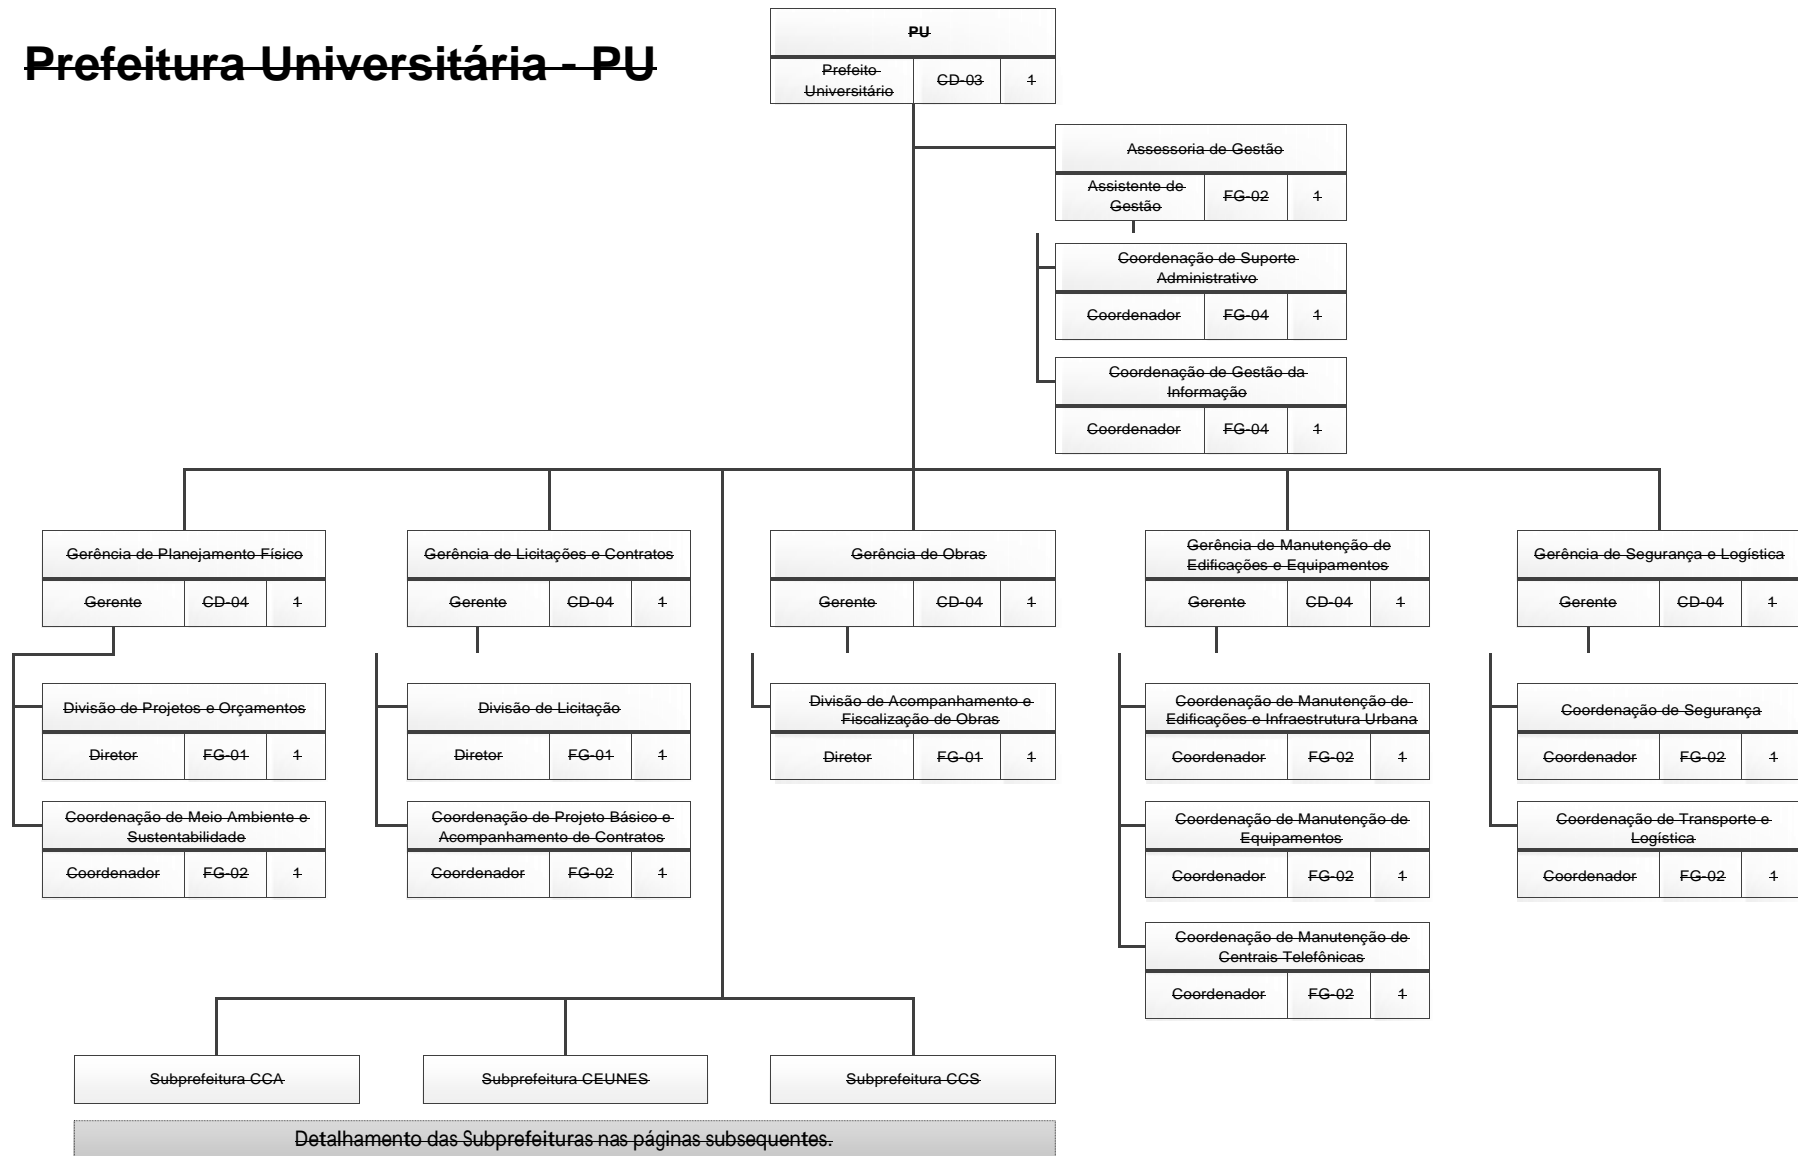 Prefeitura Universitária - PU
PU
Prefeito
Universitário
CD-03
1
Assessoria de Gestão
Assistente de
Gestão
FG-02
1
Coordenação de Suporte
Administrativo
Coordenador
FG-04
1
Coordenação de Gestão da
Informação
Coordenador
FG-04
1
Gerência de Planejamento Físico
Gerente
CD-04
1
Divisão de Projetos e Orçamentos
Diretor
FG-01
1
Coordenação de Meio Ambiente e
Sustentabilidade
Coordenador
FG-02
1
Gerência de Licitações e Contratos
Gerente
CD-04
1
Divisão de Licitação
Diretor
FG-01
1
Coordenação de Projeto Básico e
Acompanhamento de Contratos
Coordenador
FG-02
1
Gerência de Obras
Gerente
CD-04
1
Divisão de Acompanhamento e
Fiscalização de Obras
Diretor
FG-01
1
Gerência de Manutenção de
Edificações e Equipamentos
Gerente
CD-04
1
Coordenação de Manutenção de
Edificações e Infraestrutura Urbana
Coordenador
FG-02
1
Coordenação de Manutenção de
Equipamentos
Coordenador
FG-02
1
Coordenação de Manutenção de
Centrais Telefônicas
Coordenador
FG-02
1
Gerência de Segurança e Logística
Gerente
CD-04
1
Coordenação de Segurança
Coordenador
FG-02
1
Coordenação de Transporte e
Logística
Coordenador
FG-02
1
Subprefeitura CCA
Subprefeitura CEUNES
Subprefeitura CCS
Detalhamento das Subprefeituras nas páginas subsequentes.